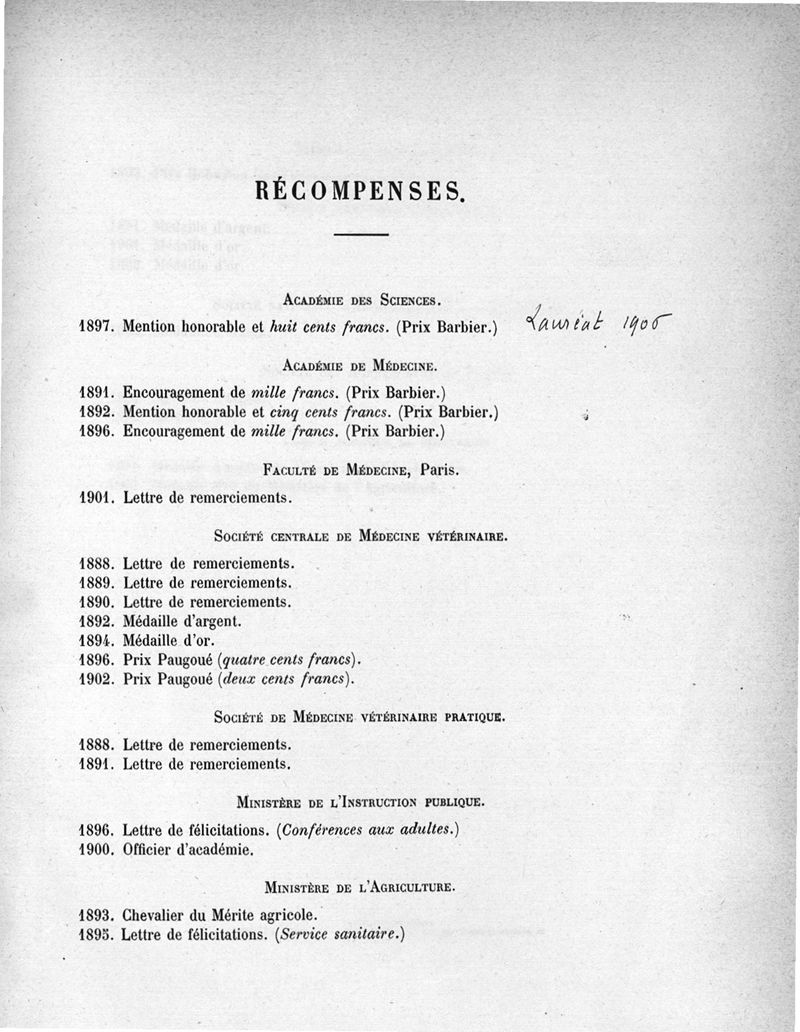 RÉCOMPENSES.
ACADÉMIE DES SCIENCES.
1897. Mention honorable et huit cents francs. (Prix Barbier.) Lauréat 1906
ACADÉMIE DE MÉDECINE.
1891. Encouragement de mille francs. (Prix Barbier.)
1892. Mention honorable et cinq cents francs. (Prix Barbier.)
1896. Encouragement de mille francs. (Prix Barbier.)
FACULTÉ DE MÉDECINE, PARIS.
1901. Lettre de remerciements.
SOCIÉTÉ CENTRALE DE MÉDECINE VÉTÉRINAIRE.
1888. Lettre de remerciements.
1889. Lettre de remerciements.
1890. Lettre de remerciements.
1892. Médaille d'argent.
1894. Médaille d'or.
1896. Prix Paugoué (quatre cents francs).
1902. Prix Paugoué (deux cents francs).
SOCIÉTÉ DE MÉDECINE VÉTÉRINAIRE PRATIQUE.
1888. Lettre de remerciements.
1891. Lettre de remerciements.
MINISTÈRE DE L'INSTRUCTION PUBLIQUE.
1896. Lettre de félicitations. (Conférences aux adultes.)
1900. Officier d'académie.
MINISTÈRE DE L'AGRICULTURE.
1893. Chevalier du Mérite agricole.
1895. Lettre de félicitations. (Service sanitaire.)